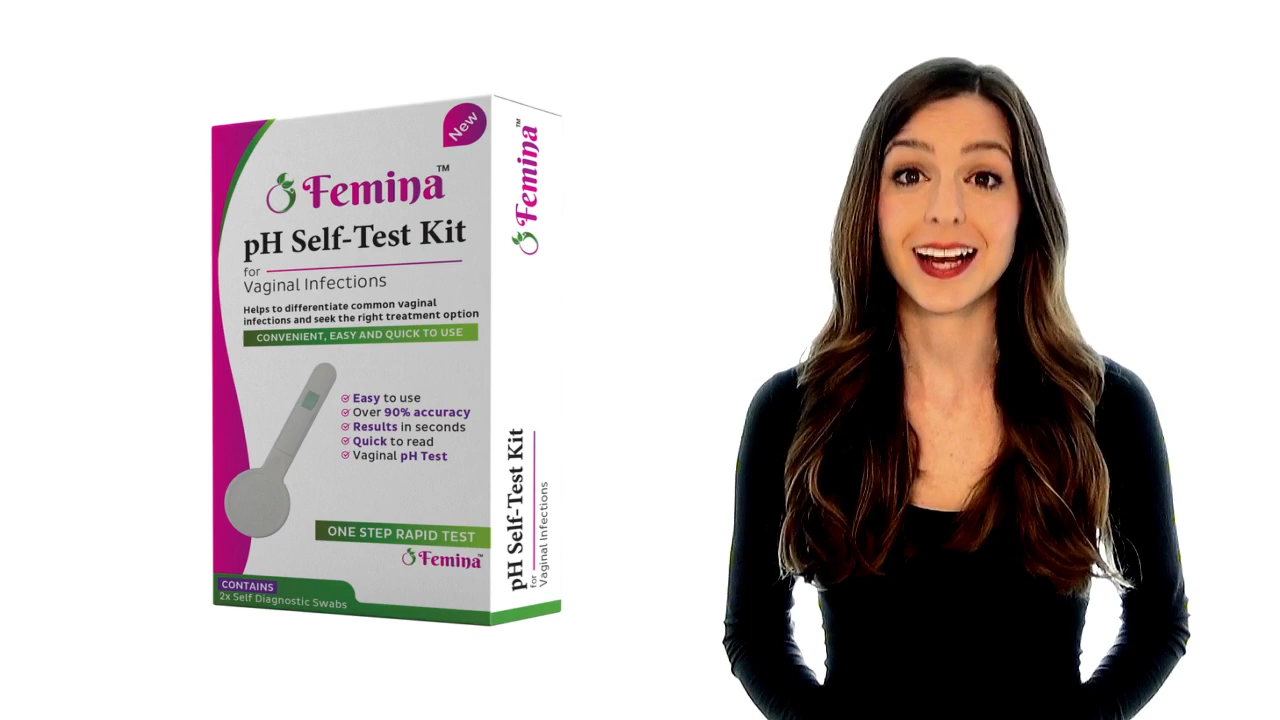 New
Femina™
pH Self-Test Kit
for
Vaginal Infections
Helps to differentiate common vaginal
infections and seek the right treatment option
CONVENIENT, EASY AND QUICK TO USE
Easy to use
Over 90% accuracy
Results in seconds
Quick to read
Vaginal pH Test
ONE STEP RAPID TEST
Femina™
CONTAINS
2x Self Diagnostic Swabs
Femina™
pH Self-Test Kit
for
Vaginal Infections